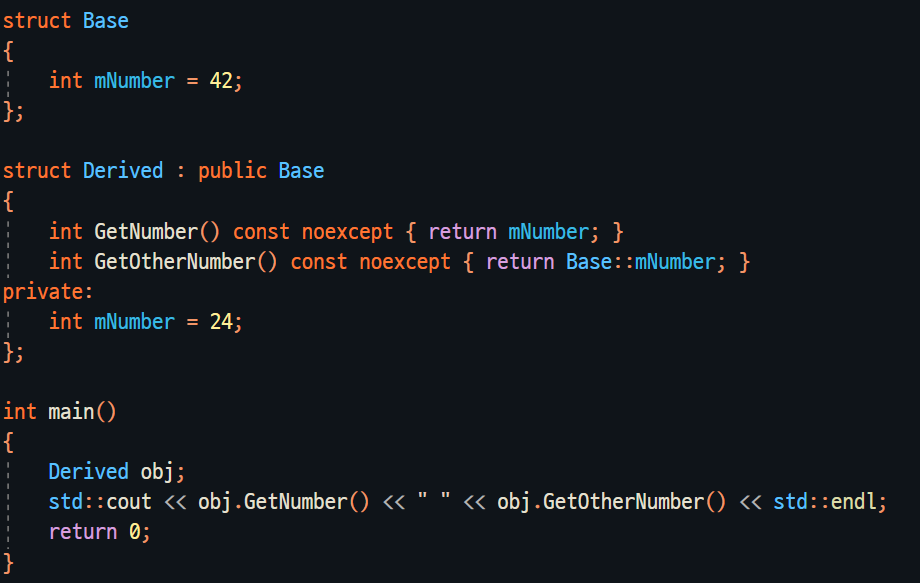 struct Base
{
    int mNumber = 42;
};

struct Derived : public Base
{
    int GetNumber() const noexcept { return mNumber; }
    int GetOtherNumber() const noexcept { return Base::mNumber; }
private:
    int mNumber = 24;
};

int main()
{
    Derived obj;
    std::cout << obj.GetNumber() << " " << obj.GetOtherNumber() << std::endl;
    return 0;
}